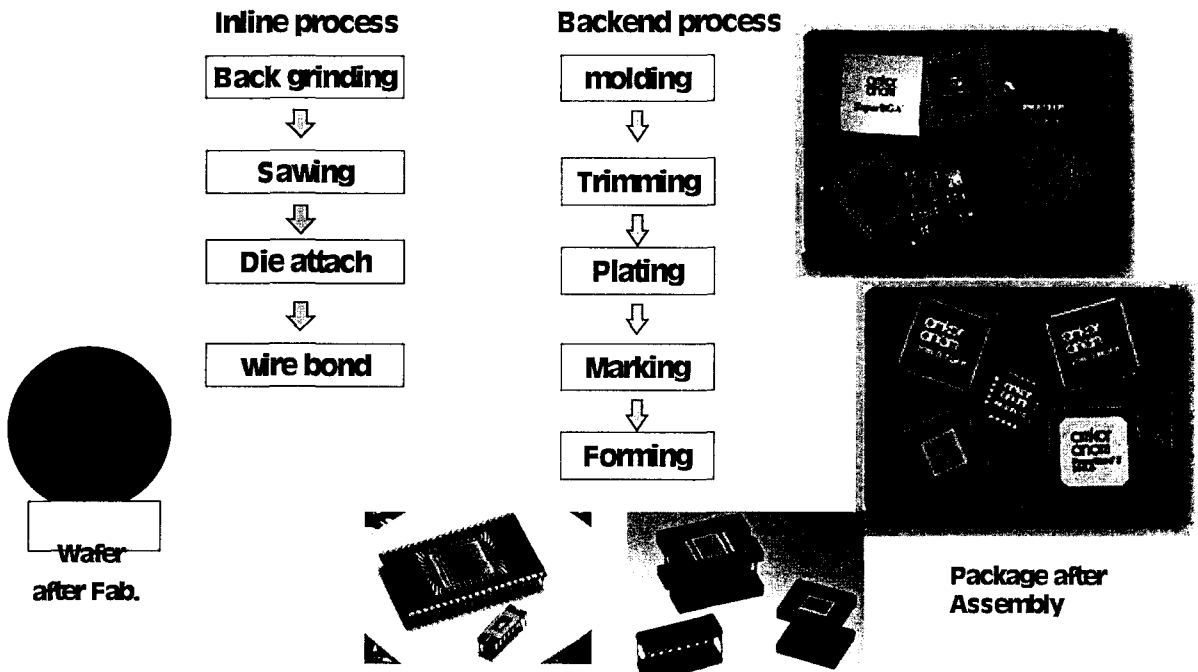 Inline process
Back grinding
Sawing
Die attach
wire bond
Backend process
molding
Trimming
Plating
Marking
Forming
Wafer
after Fab.
Package after
Assembly